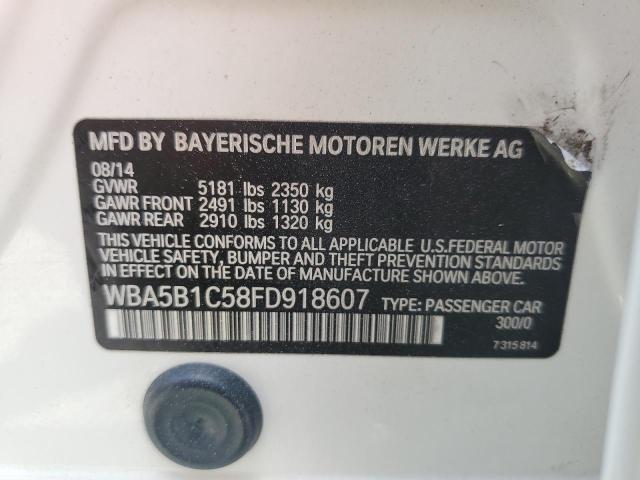 MFD BY BAYERISCHE MOTOREN WERKE AG
08/14
GVWR 5181 lbs 2350 kg
GAWR FRONT 2491 lbs 1130 kg
GAWR REAR 2910 lbs 1320 kg
THIS VEHICLE CONFORMS TO ALL APPLICABLE U.S.FEDERAL MOTOR
VEHICLE SAFETY, BUMPER AND THEFT PREVENTION
STANDARDS IN EFFECT ON THE DATE OF MANUFACTURE SHOWN ABOVE.
WBA5B1C58FD918607 TYPE: PASSENGER CAR
300/0
7315814